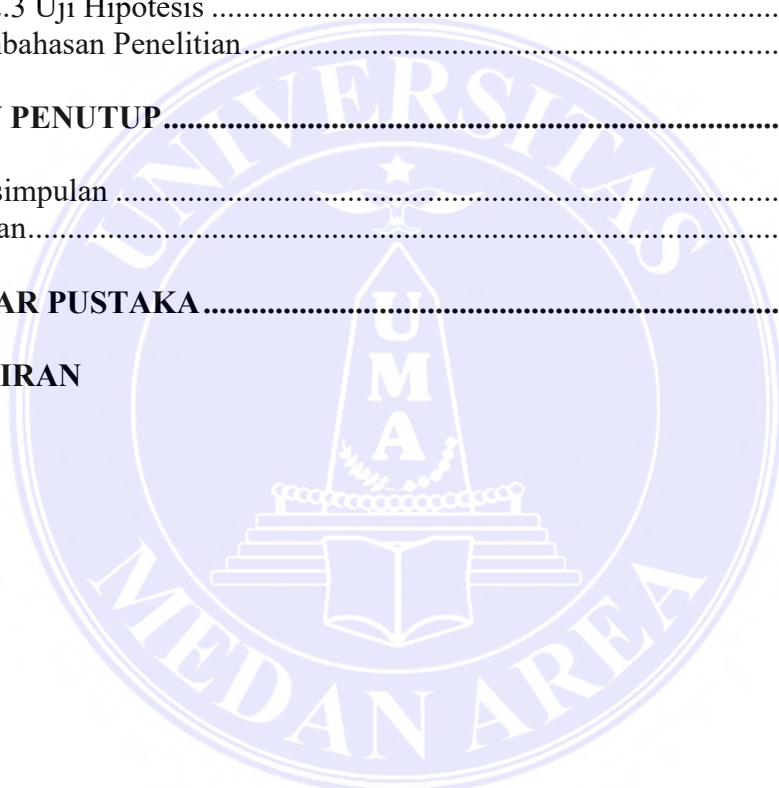 .3 Uji Hipotesis ........................................................................
bahasan Penelitian....................................................................
PENUTUP..............................................................................
simpulan ...................................................................................
an..............................................................................................
AR PUSTAKA.......................................................................
IRAN
UNIVERSITAS
UMA
MEDAN AREA